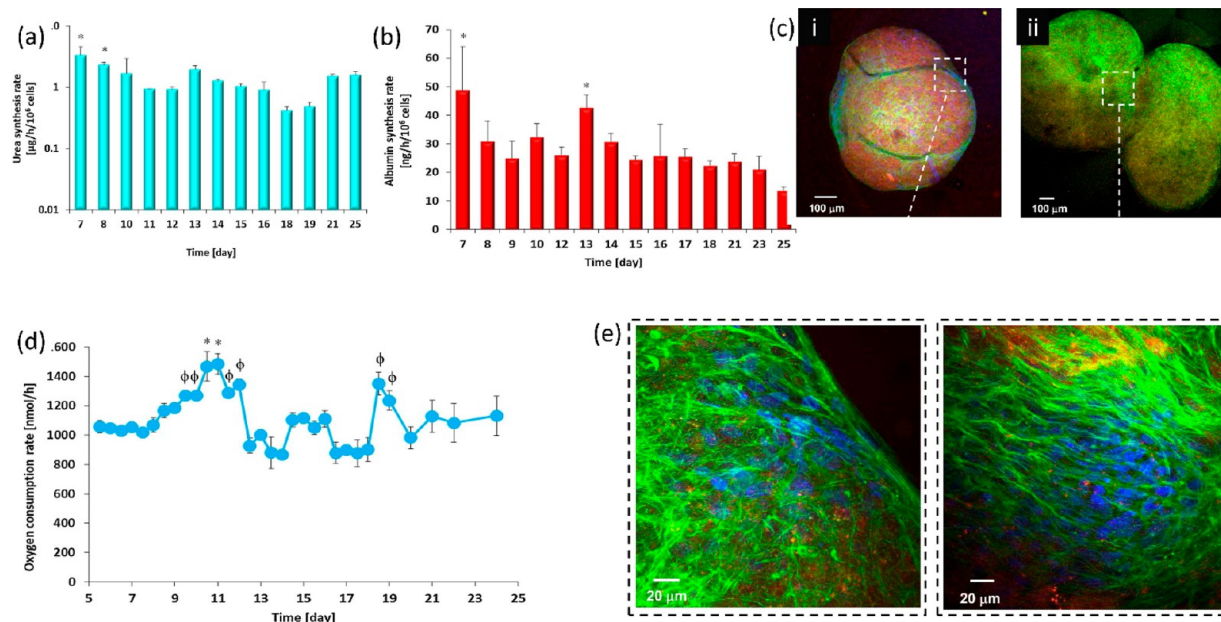 (a)
Urea synthesis rate
[µg/h/10⁶ cells]
.0
1
0.1
0.01
* *
7 8 10 11 12 13 14 15 16 18 19 21 25
Time [day]
(b)
Albumin synthesis rate
[ng/h/10⁶ cells]
70
60
50
40
30
20
10
0
* *
7 8 9 10 12 13 14 15 16 17 18 21 23 25
Time [day]
(c)
i
100 µm
ii
100 µm
(d)
Oxygen consumption rate [nmol/h]
.600
1400
1200
1000
800
600
400
200
0
ϕϕ * * ϕ ϕ ϕ ϕ
5 7 9 11 13 15 17 19 21 23 25
Time [day]
(e)
20 µm
20 µm